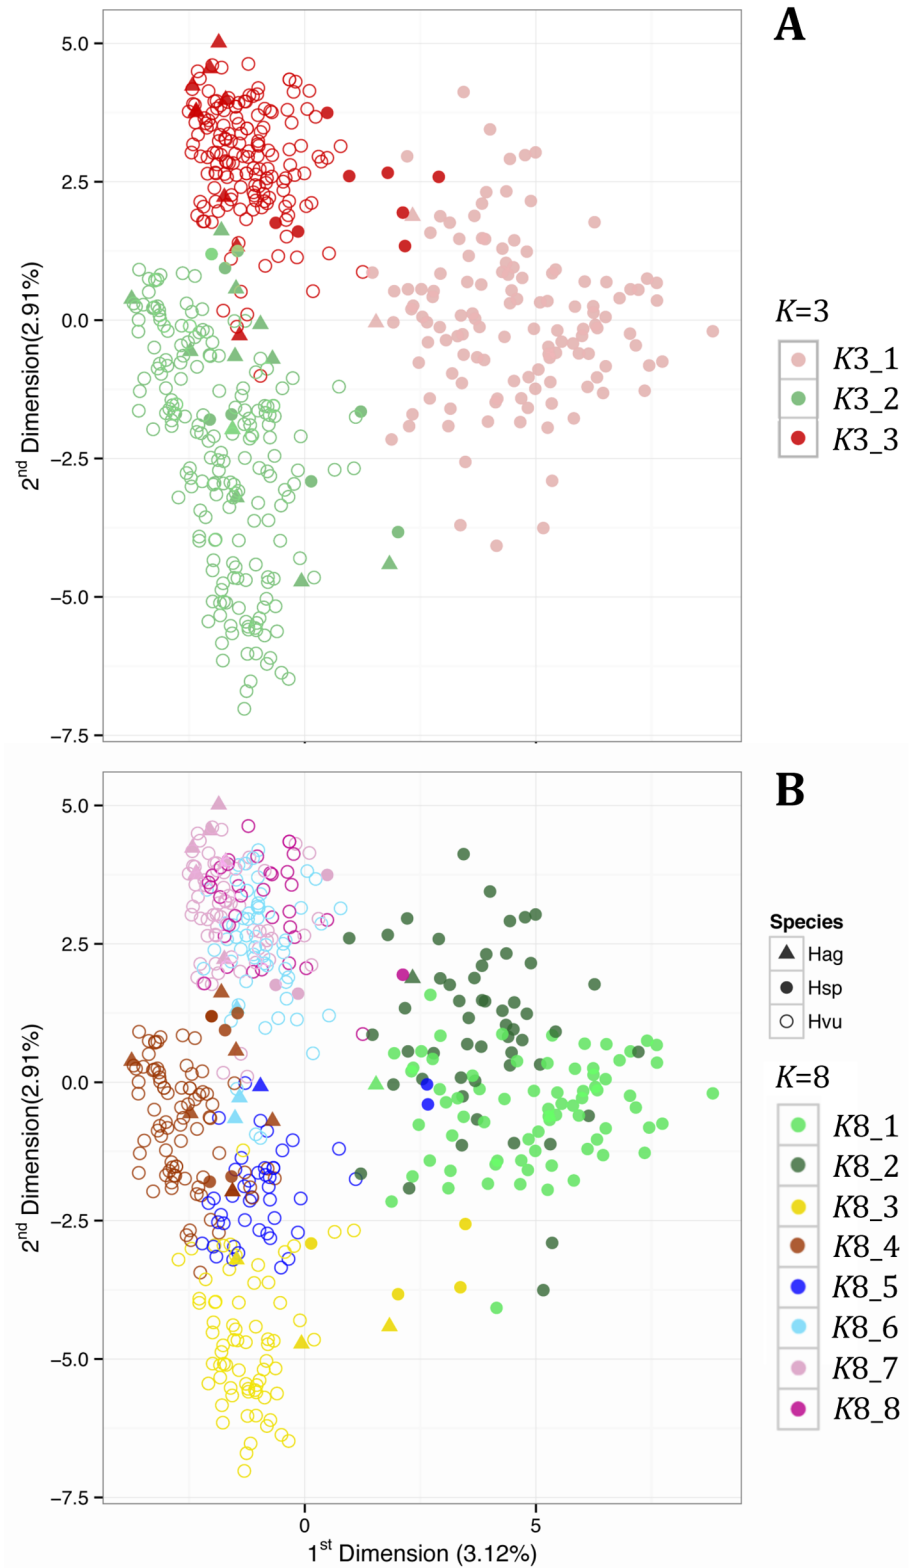 A
5.0
2.5
0.0
−2.5
−5.0
−7.5
2nd Dimension(2.91%)
K=3
K3_1
K3_2
K3_3
B
5.0
2.5
0.0
−2.5
−5.0
−7.5
2nd Dimension(2.91%)
0
5
1st Dimension (3.12%)
Species
Hag
Hsp
Hvu
K=8
K8_1
K8_2
K8_3
K8_4
K8_5
K8_6
K8_7
K8_8